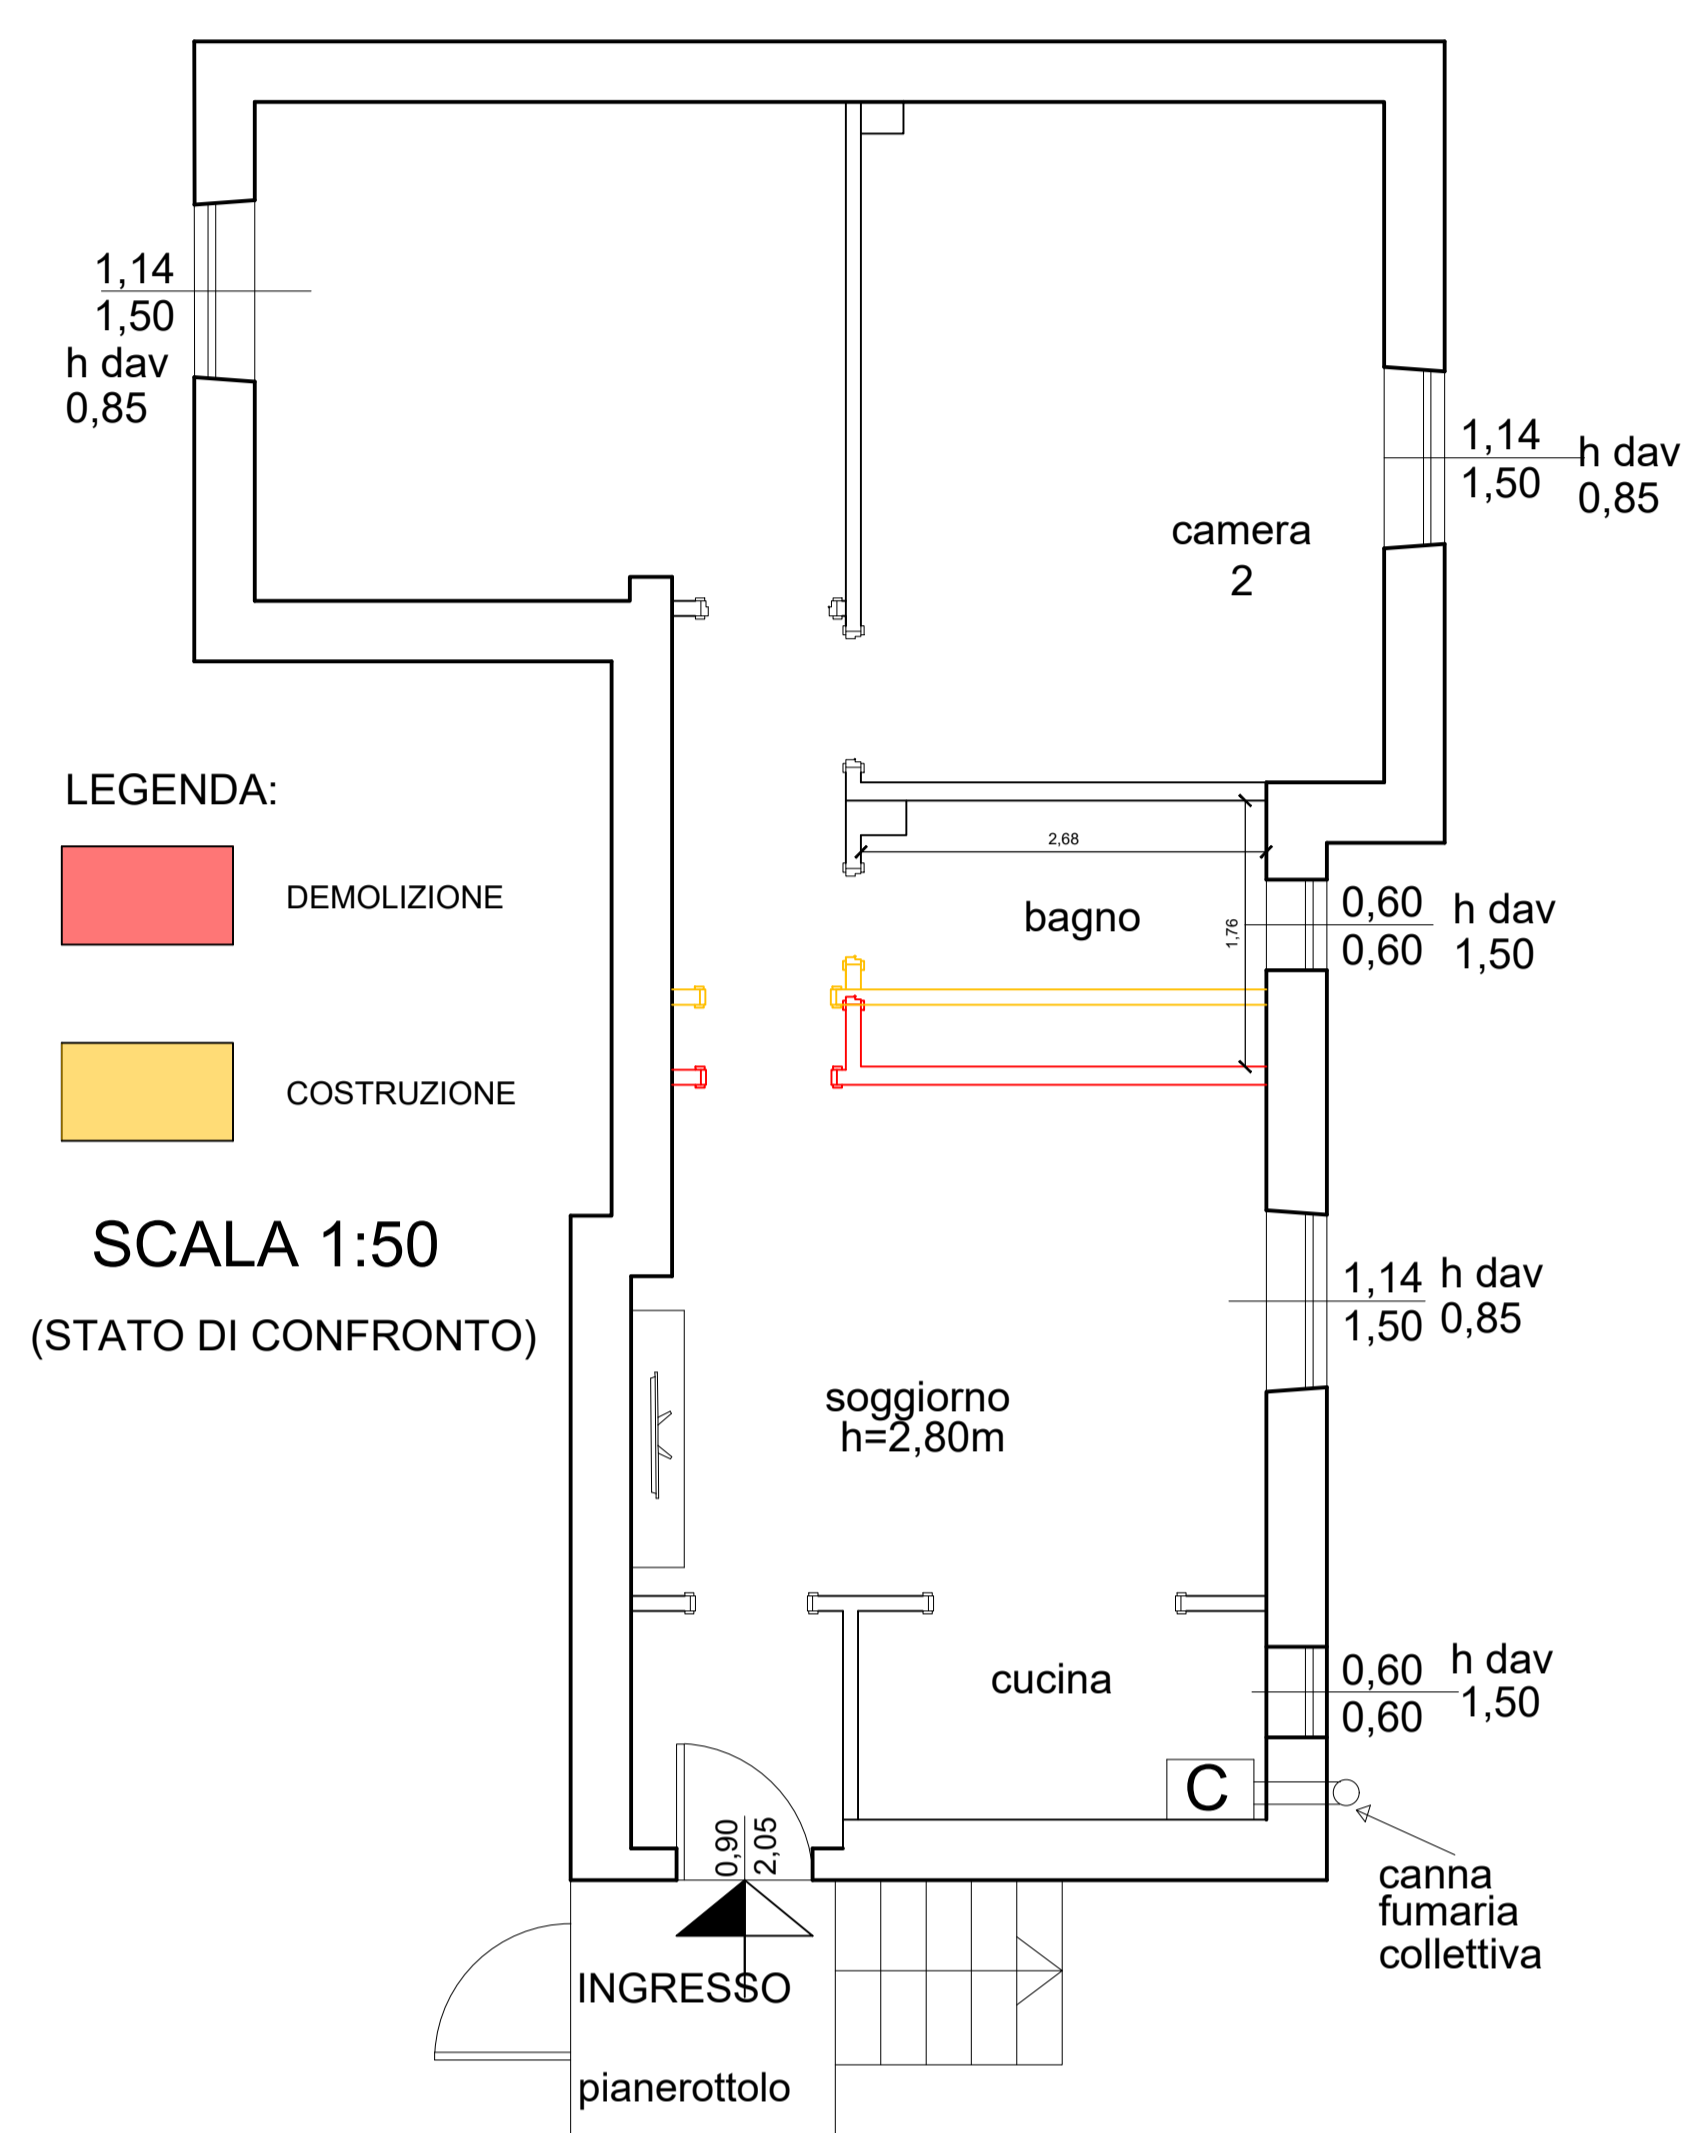 1,14
1,50
h dav
0,85
1,14
1,50
h dav
0,85
camera
2
LEGENDA:
DEMOLIZIONE
COSTRUZIONE
SCALA 1:50
(STATO DI CONFRONTO)
2,68
1,76
bagno
0,60
0,60
h dav
1,50
1,14
1,50
h dav
0,85
soggiorno
h=2,80m
cucina
0,60
0,60
h dav
1,50
C
0,90
2,05
canna
fumaria
collettiva
INGRESSO
pianerottolo